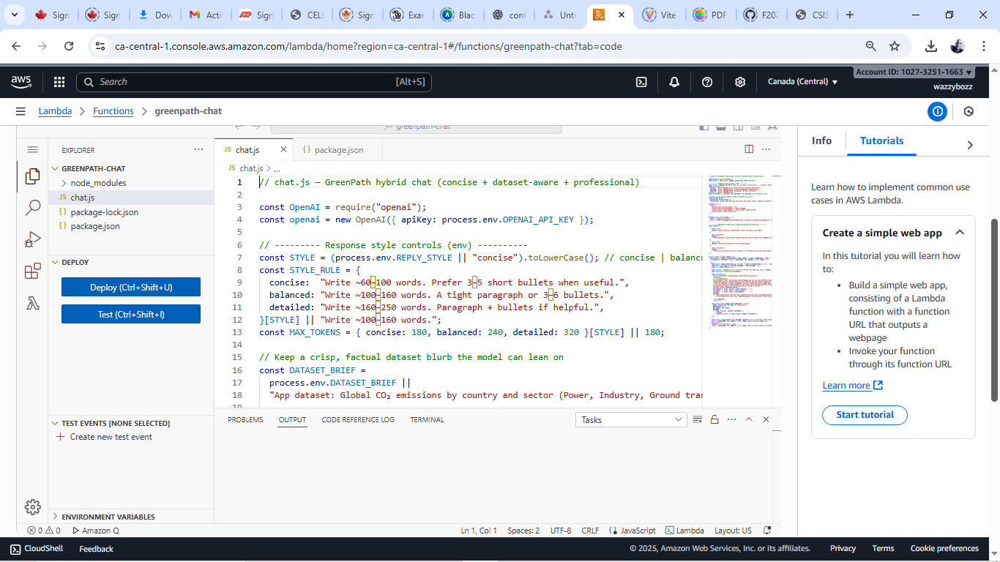 Sign
Sign
Dow
Activ
Sign
CELI
Sign
Exar
Blac
cont
Unti
Vite
PDF
F202
CSIS
ca-central-1.console.aws.amazon.com/lambda/home?region=ca-central-1#/functions/greenpath-chat?tab=code
aws
Search
[Alt+S]
Canada (Central)
Account ID: 1027-3251-1663
wazzybozz
Lambda
Functions
greenpath-chat
greenpath-chat
EXPLORER
GREENPATH-CHAT
node_modules
JS chat.js
{} package-lock.json
{} package.json
DEPLOY
Deploy (Ctrl+Shift+U)
Test (Ctrl+Shift+I)
TEST EVENTS [NONE SELECTED]
Create new test event
ENVIRONMENT VARIABLES
JS chat.js
{} package.json
JS chat.js > ...
1 // chat.js — GreenPath hybrid chat (concise + dataset-aware + professional)
2
3 const OpenAI = require("openai");
4 const openai = new OpenAI({ apiKey: process.env.OPENAI_API_KEY });
5
6 // --------- Response style controls (env) ---------
7 const STYLE = (process.env.REPLY_STYLE || "concise").toLowerCase(); // concise | balance
8 const STYLE_RULE = {
9 concise: "Write ~60–100 words. Prefer 3–5 short bullets when useful.",
10 balanced: "Write ~100–160 words. A tight paragraph or 3–6 bullets.",
11 detailed: "Write ~160–250 words. Paragraph + bullets if helpful.",
12 }[STYLE] || "Write ~100–160 words.";
13 const MAX_TOKENS = { concise: 180, balanced: 240, detailed: 320 }[STYLE] || 180;
14
15 // Keep a crisp, factual dataset blurb the model can lean on
16 const DATASET_BRIEF =
17 process.env.DATASET_BRIEF ||
18 "App dataset: Global CO₂ emissions by country and sector (Power, Industry, Ground tran
19
PROBLEMS
OUTPUT
CODE REFERENCE LOG
TERMINAL
Tasks
0 0
Amazon Q
Ln 1, Col 1
Spaces: 2
UTF-8
CRLF
{} JavaScript
Lambda
Layout: US
Info
Tutorials
Learn how to implement common use
cases in AWS Lambda.
Create a simple web app
In this tutorial you will learn how
to:
• Build a simple web app,
consisting of a Lambda
function with a function
URL that outputs a
webpage
• Invoke your function
through its function URL
Learn more
Start tutorial
CloudShell
Feedback
© 2025, Amazon Web Services, Inc. or its affiliates.
Privacy
Terms
Cookie preferences